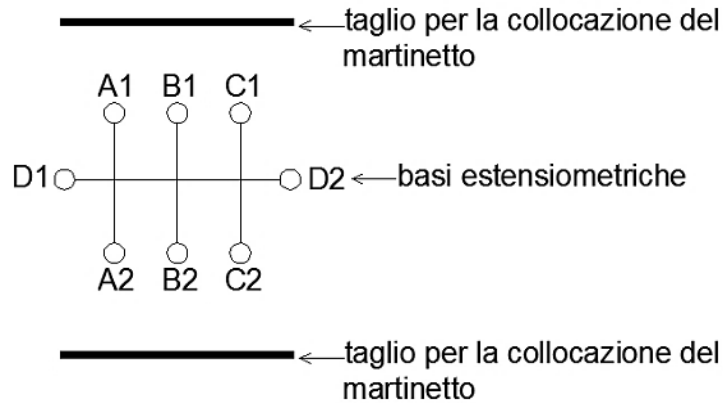 taglio per la collocazione del
martinetto
A1 B1 C1
D1 D2 basi estensiometriche
A2 B2 C2
taglio per la collocazione del
martinetto